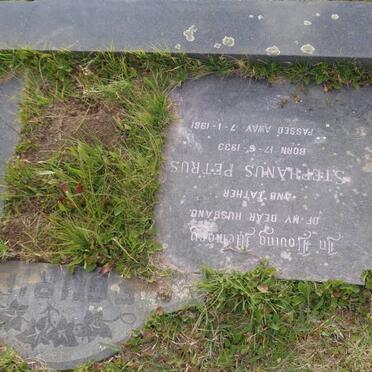 In Loving Memory
OF MY DEAR HUSBAND
AND FATHER
STEPHANUS PETRUS
BORN 17-6-1933
PASSED AWAY 7-1-1981